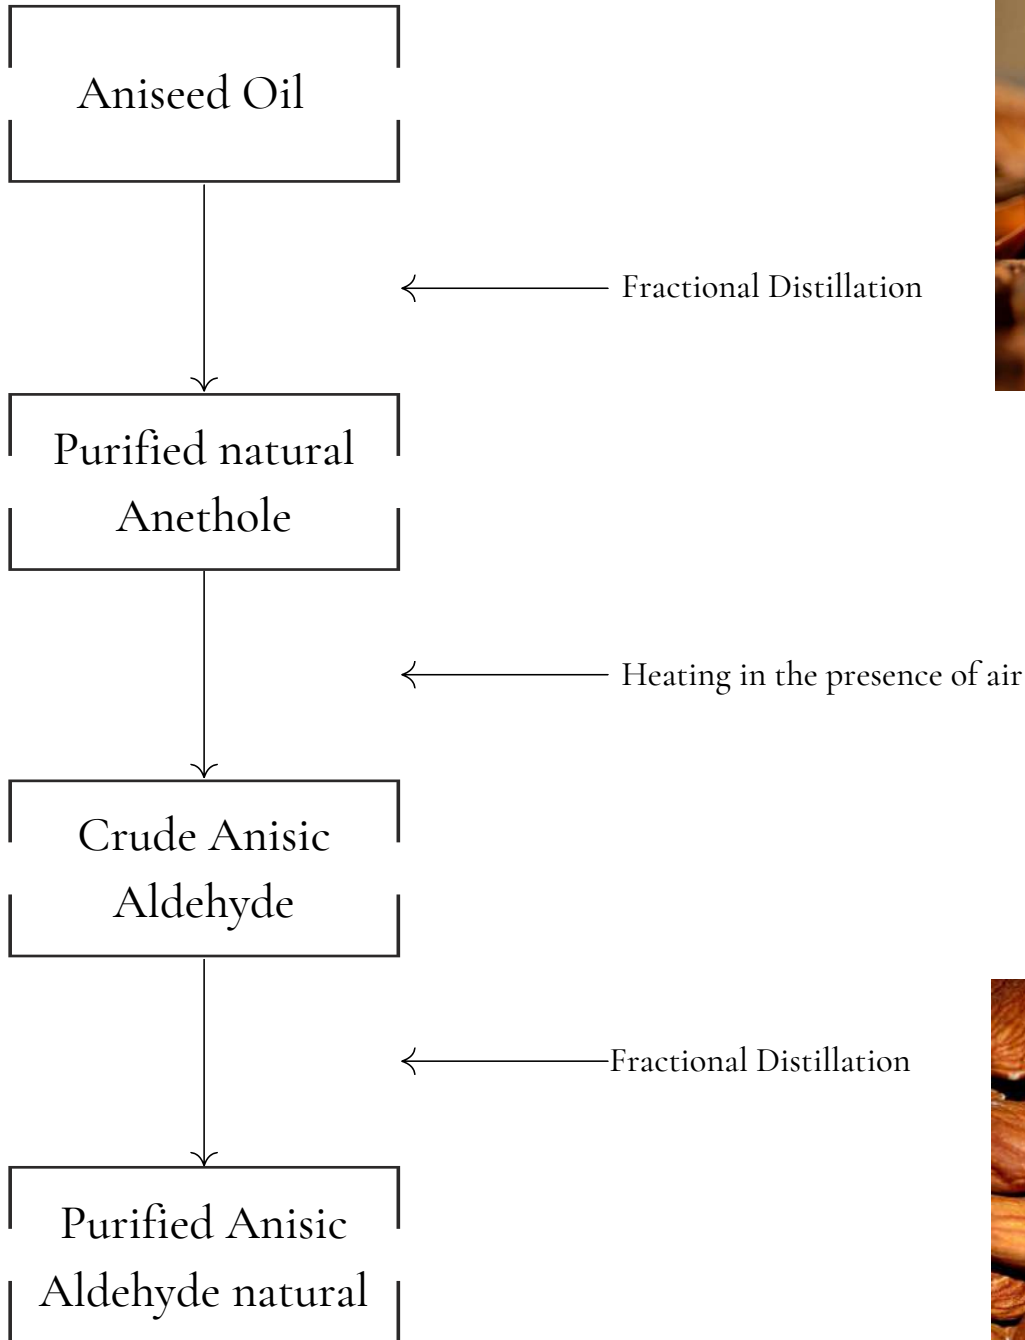 Aniseed Oil
Fractional Distillation
Purified natural
Anethole
Heating in the presence of air
Crude Anisic
Aldehyde
Fractional Distillation
Purified Anisic
Aldehyde natural